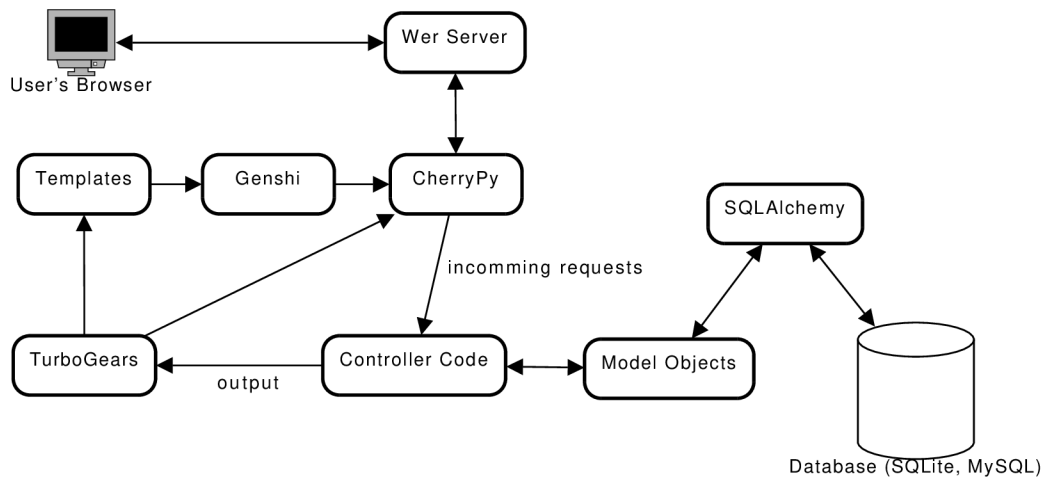 Wer Server
User's Browser
Templates
Genshi
CherryPy
SQLAlchemy
incomming requests
TurboGears
Controller Code
Model Objects
output
Database (SQLite, MySQL)